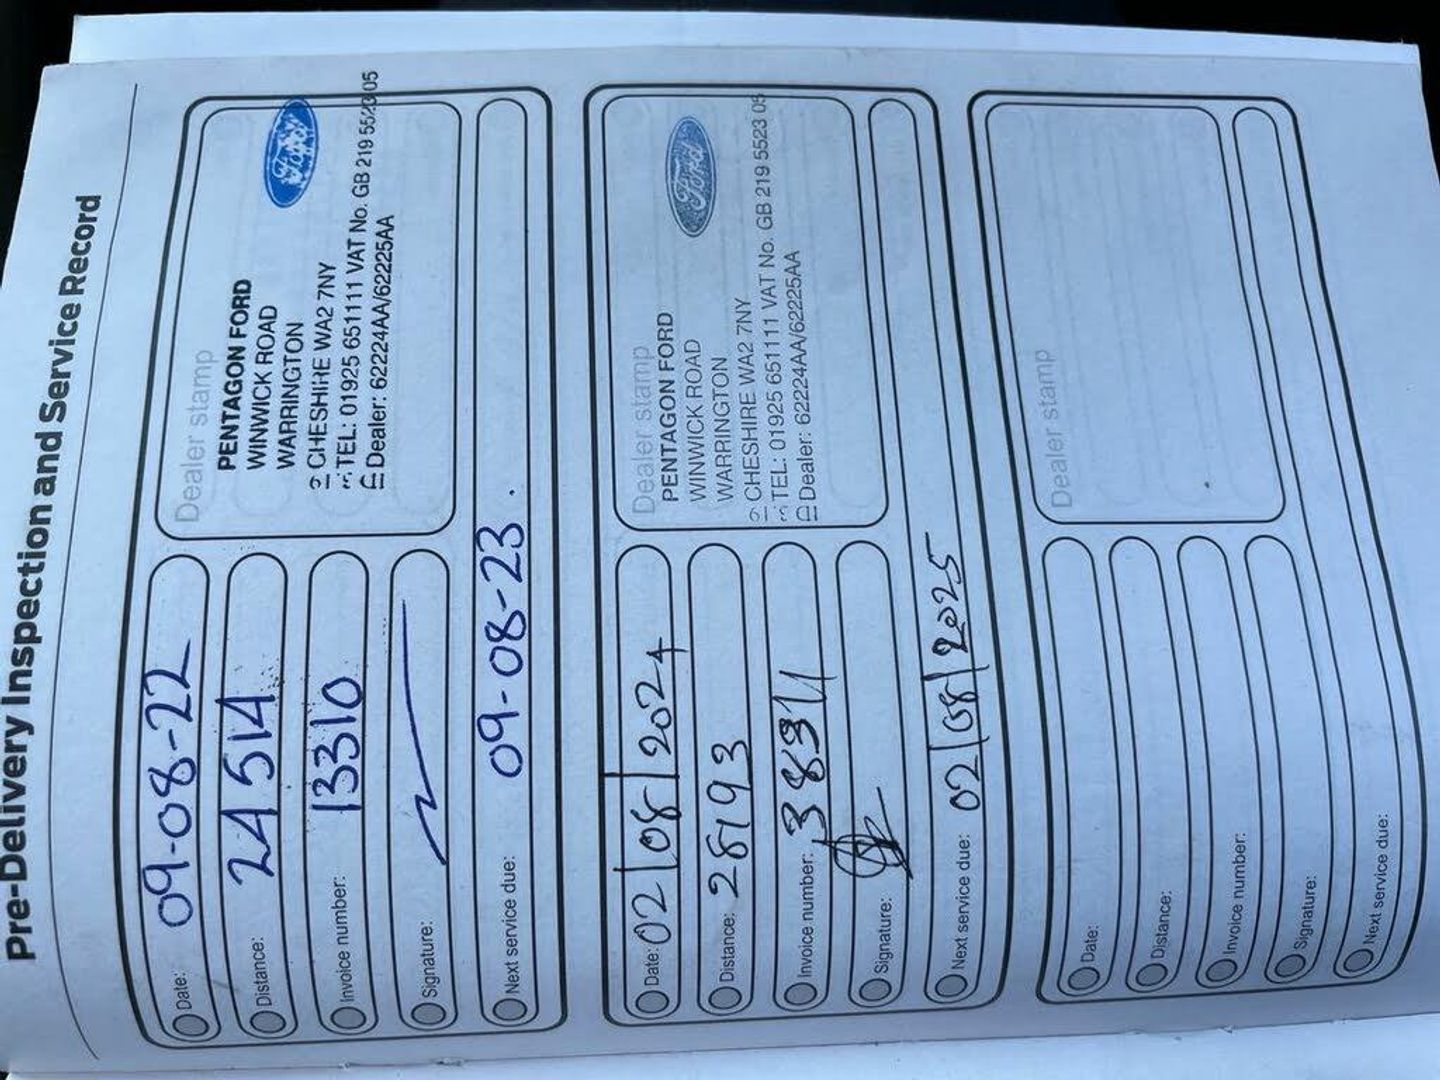 Pre-Delivery Inspection and Service Record
Date: 09-08-22
Distance: 24514
Invoice number: 13310
Signature:
Next service due: 09-08-23.
Dealer stamp
PENTAGON FORD
WINWICK ROAD
WARRINGTON
CHESHIRE WA2 7NY
TEL: 01925 651111 VAT No. GB 219 5523 05
Dealer: 62224AA/62225AA
Ford
Date: 02/08/2024
Distance: 28193
Invoice number:
Signature:
Next service due: 02/08/2025
Dealer stamp
PENTAGON FORD
WINWICK ROAD
WARRINGTON
CHESHIRE WA2 7NY
TEL: 01925 651111 VAT No. GB 219 5523 05
Dealer: 62224AA/62225AA
Ford
Date:
Distance:
Invoice number:
Signature:
Next service due:
Dealer stamp